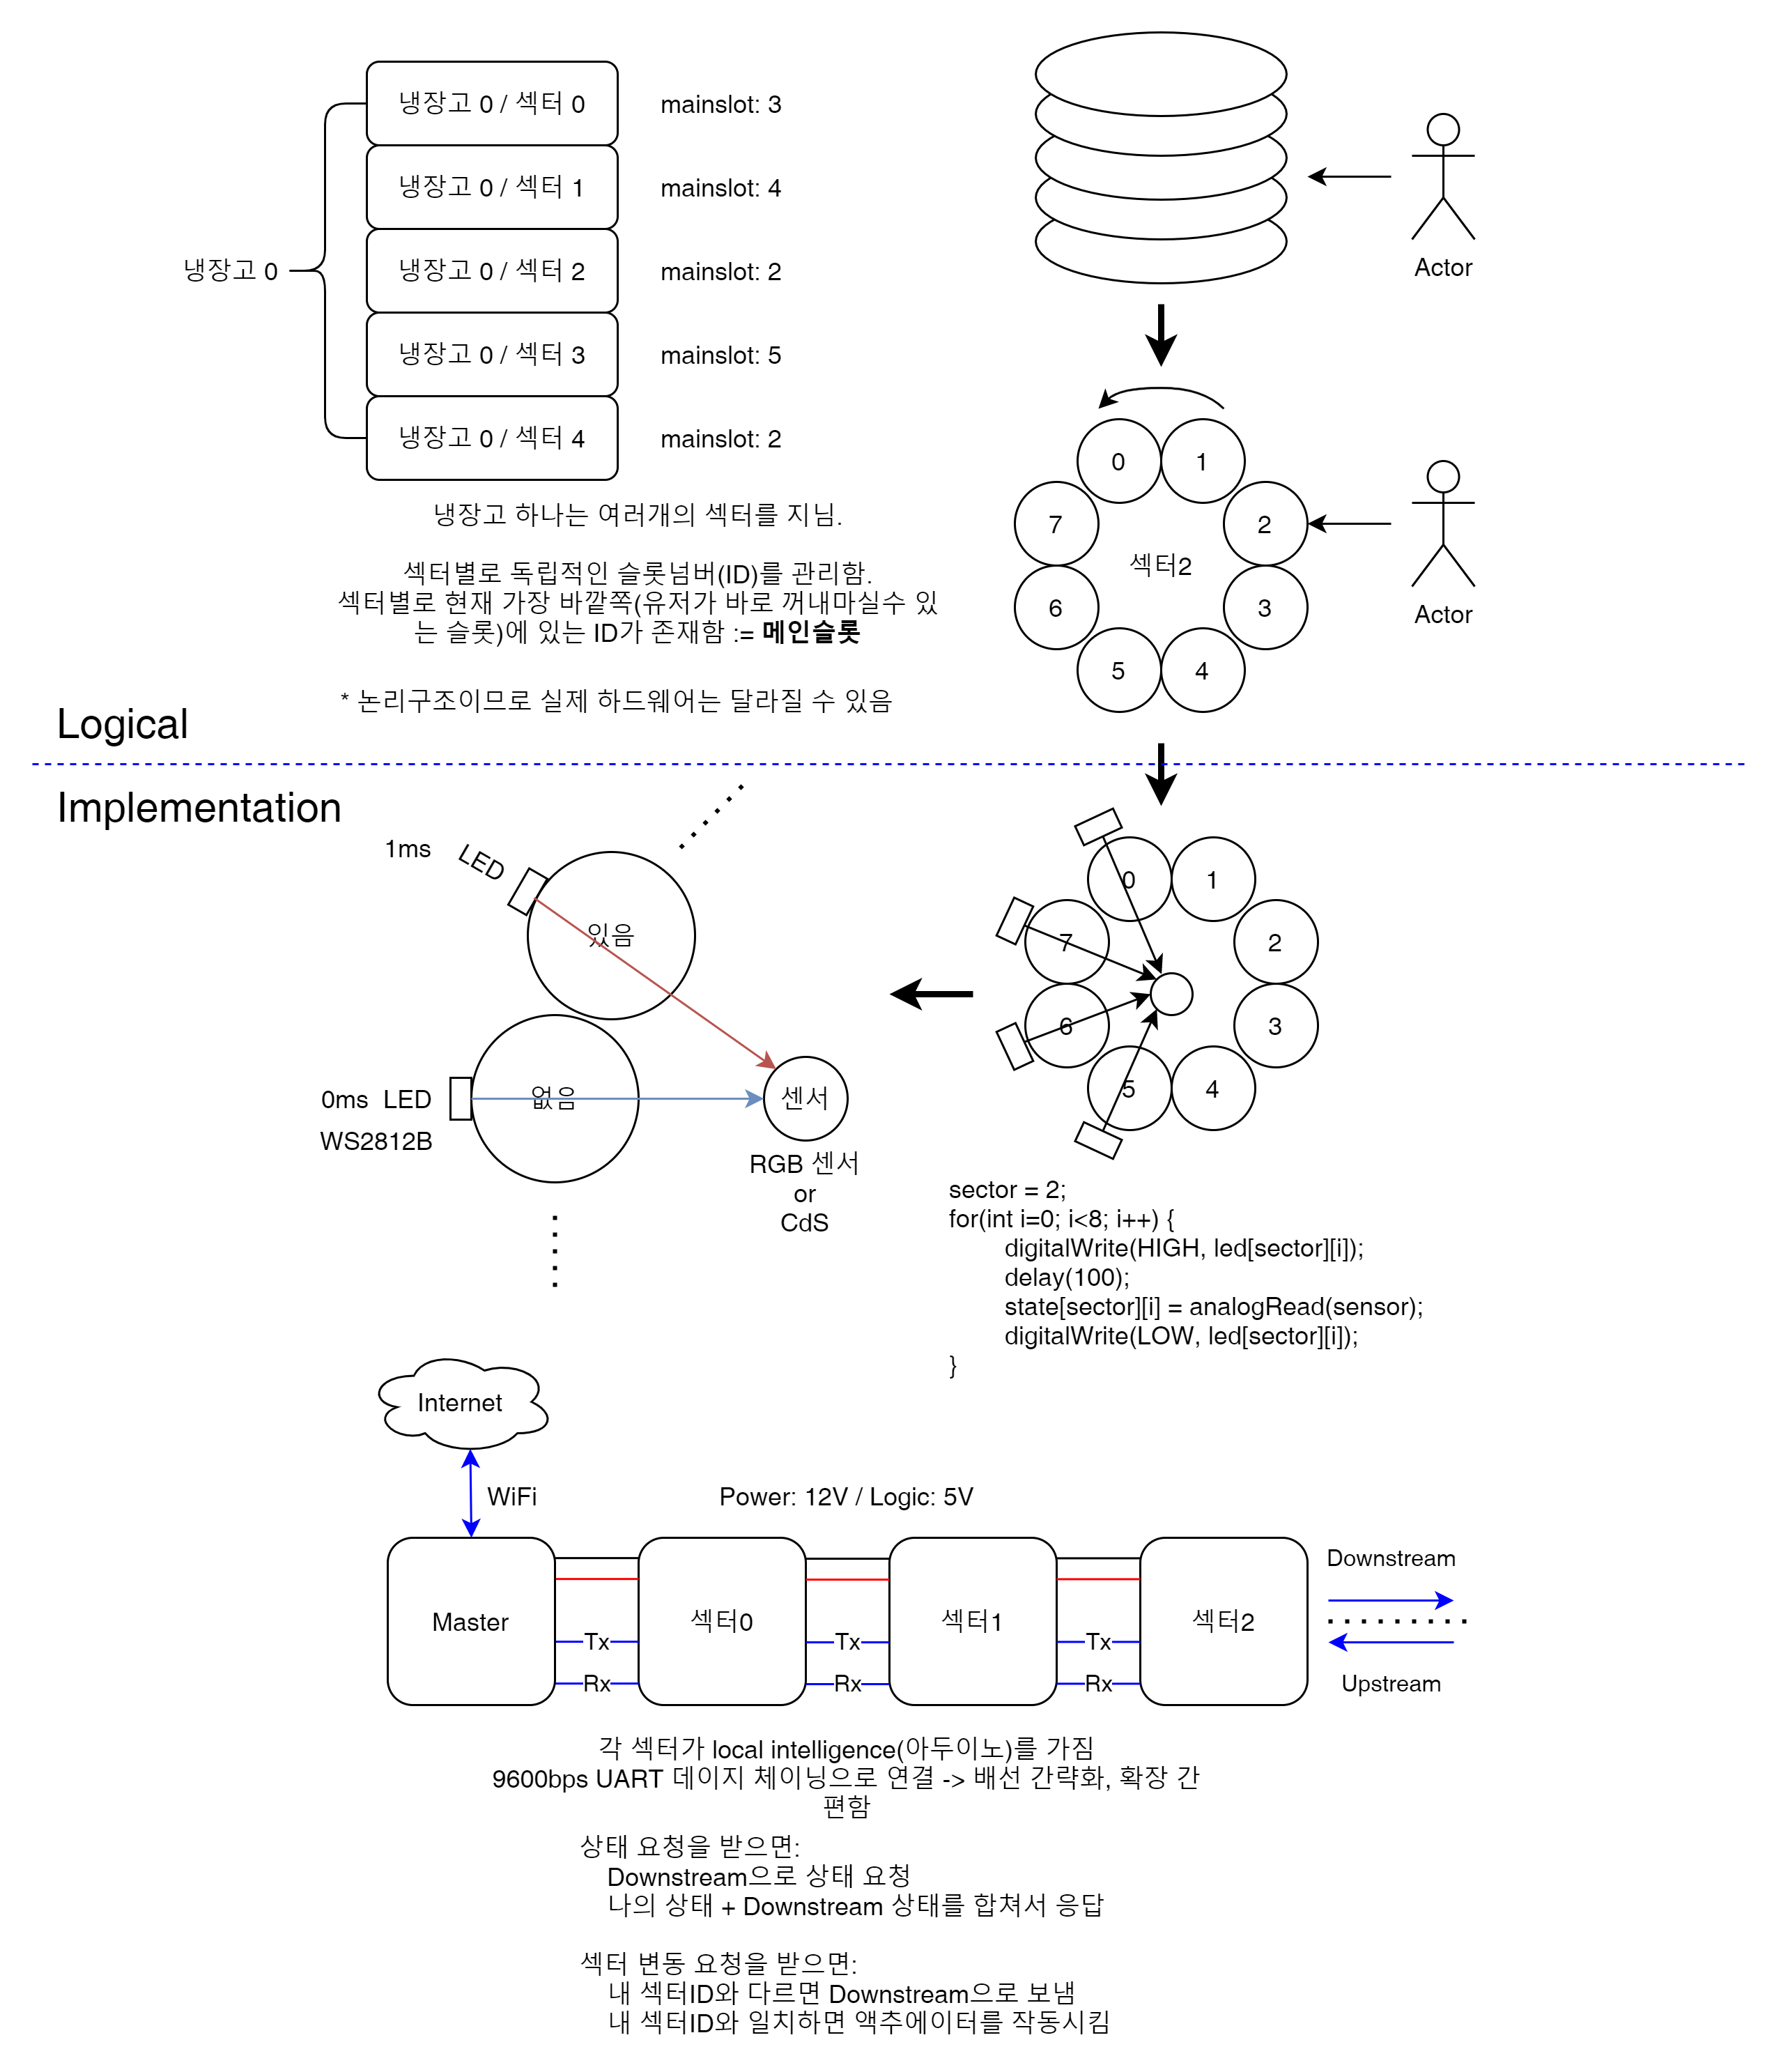 냉장고 0 / 섹터 0
mainslot: 3
냉장고 0 / 섹터 1
mainslot: 4
냉장고 0
냉장고 0 / 섹터 2
mainslot: 2
냉장고 0 / 섹터 3
mainslot: 5
냉장고 0 / 섹터 4
mainslot: 2
냉장고 하나는 여러개의 섹터를 지님.
섹터별로 독립적인 슬롯넘버(ID)를 관리함.
섹터별로 현재 가장 바깥쪽(유저가 바로 꺼내마실수 있
는 슬롯)에 있는 ID가 존재함 := 메인슬롯
* 논리구조이므로 실제 하드웨어는 달라질 수 있음
Actor
0
1
7
2
섹터2
6
3
5
4
Actor
Logical
Implementation
1ms
LED
있음
0ms LED
없음
센서
WS2812B
RGB 센서
or
CdS
0
1
7
2
6
3
5
4
sector = 2;
for(int i=0; i<8; i++) {
digitalWrite(HIGH, led[sector][i]);
delay(100);
state[sector][i] = analogRead(sensor);
digitalWrite(LOW, led[sector][i]);
}
Internet
WiFi
Power: 12V / Logic: 5V
Master
섹터0
섹터1
섹터2
Tx
Tx
Tx
Rx
Rx
Rx
Downstream
Upstream
각 섹터가 local intelligence(아두이노)를 가짐
9600bps UART 데이지 체이닝으로 연결 -> 배선 간략화, 확장 간
편함
상태 요청을 받으면:
Downstream으로 상태 요청
나의 상태 + Downstream 상태를 합쳐서 응답
섹터 변동 요청을 받으면:
내 섹터ID와 다르면 Downstream으로 보냄
내 섹터ID와 일치하면 액추에이터를 작동시킴